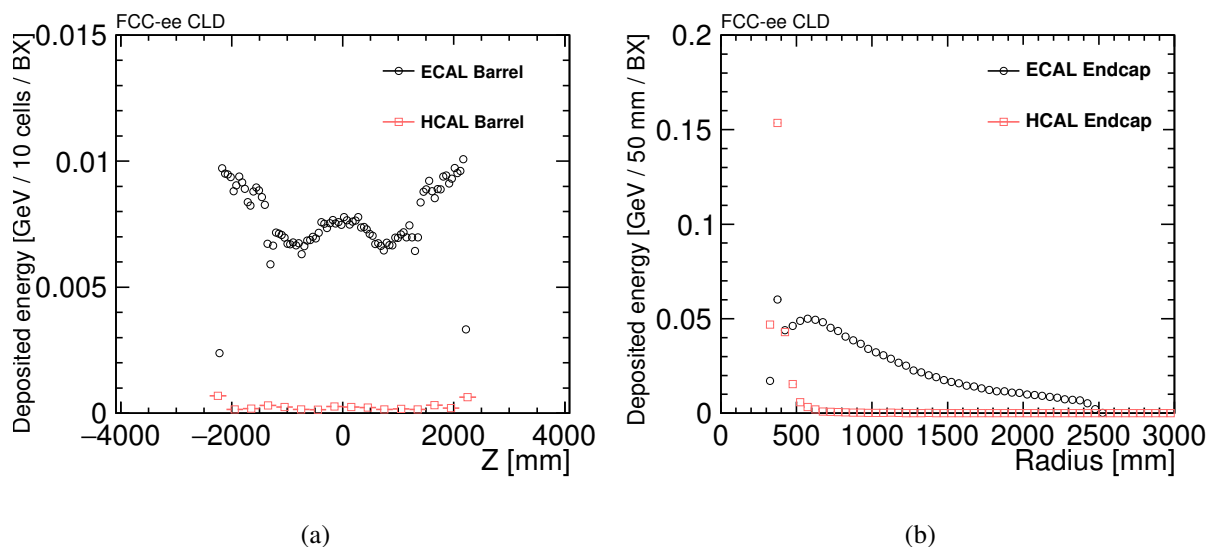 FCC-ee CLD
0.015
0.01
0.005
0
Deposited energy [GeV / 10 cells / BX]
ECAL Barrel
HCAL Barrel
−4000 −2000 0 2000 4000
Z [mm]
(a)
FCC-ee CLD
0.2
0.15
0.1
0.05
0
Deposited energy [GeV / 50 mm / BX]
ECAL Endcap
HCAL Endcap
0 500 1000 1500 2000 2500 3000
Radius [mm]
(b)